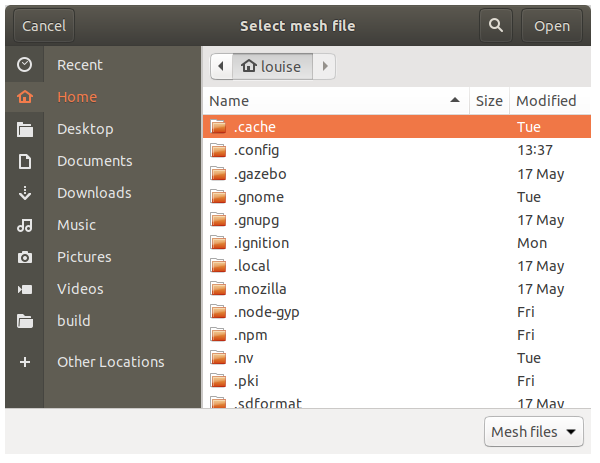 Cancel Select mesh file Open
Recent
Home
Desktop
Documents
Downloads
Music
Pictures
Videos
build
Other Locations
louise
Name Size Modified
.cache Tue
.config 13:37
.gazebo 17 May
.gnome Tue
.gnupg 17 May
.ignition Mon
.local 17 May
.mozilla 17 May
.node-gyp Fri
.npm Fri
.nv Tue
.pki Fri
.sdformat 17 May
Mesh files